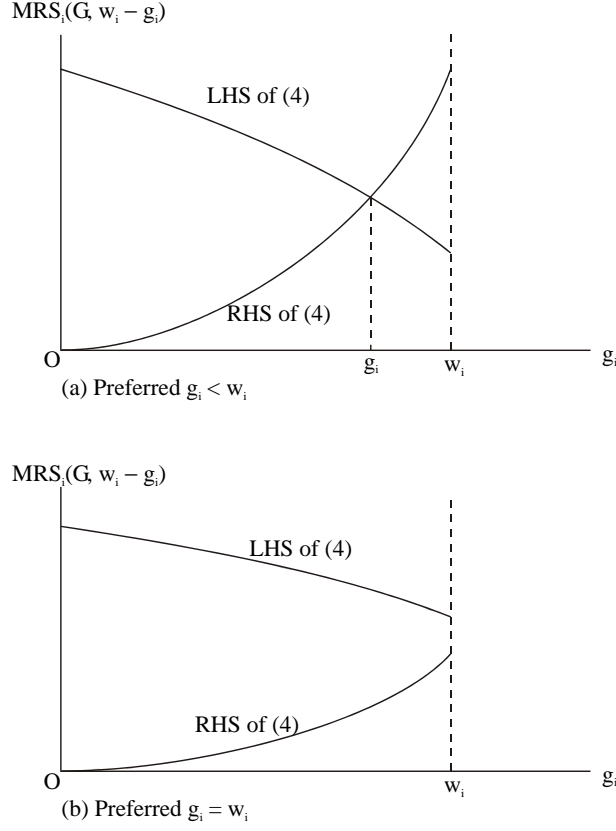 MRSᵢ(G, wᵢ − gᵢ)
LHS of (4)
RHS of (4)
O
gᵢ
wᵢ
gᵢ
(a) Preferred gᵢ < wᵢ
MRSᵢ(G, wᵢ − gᵢ)
LHS of (4)
RHS of (4)
O
wᵢ
gᵢ
(b) Preferred gᵢ = wᵢ